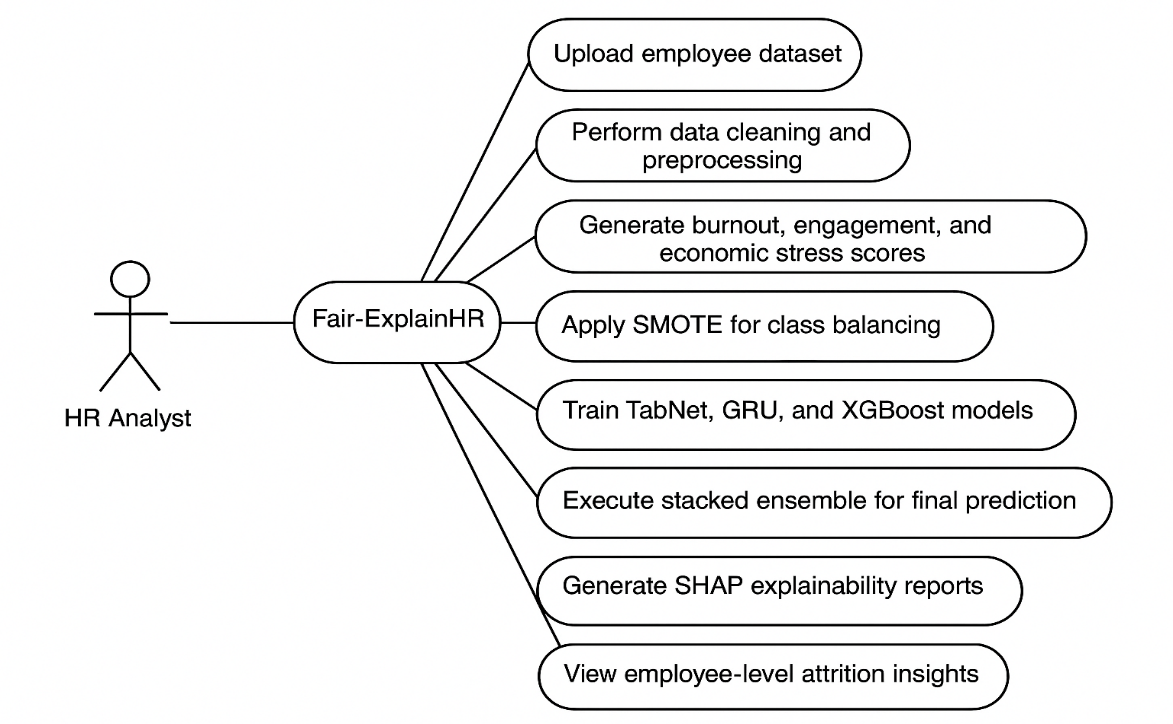 Upload employee dataset
Perform data cleaning and
preprocessing
Generate burnout, engagement, and
economic stress scores
Fair-ExplainHR
Apply SMOTE for class balancing
HR Analyst
Train TabNet, GRU, and XGBoost models
Execute stacked ensemble for final prediction
Generate SHAP explainability reports
View employee-level attrition insights